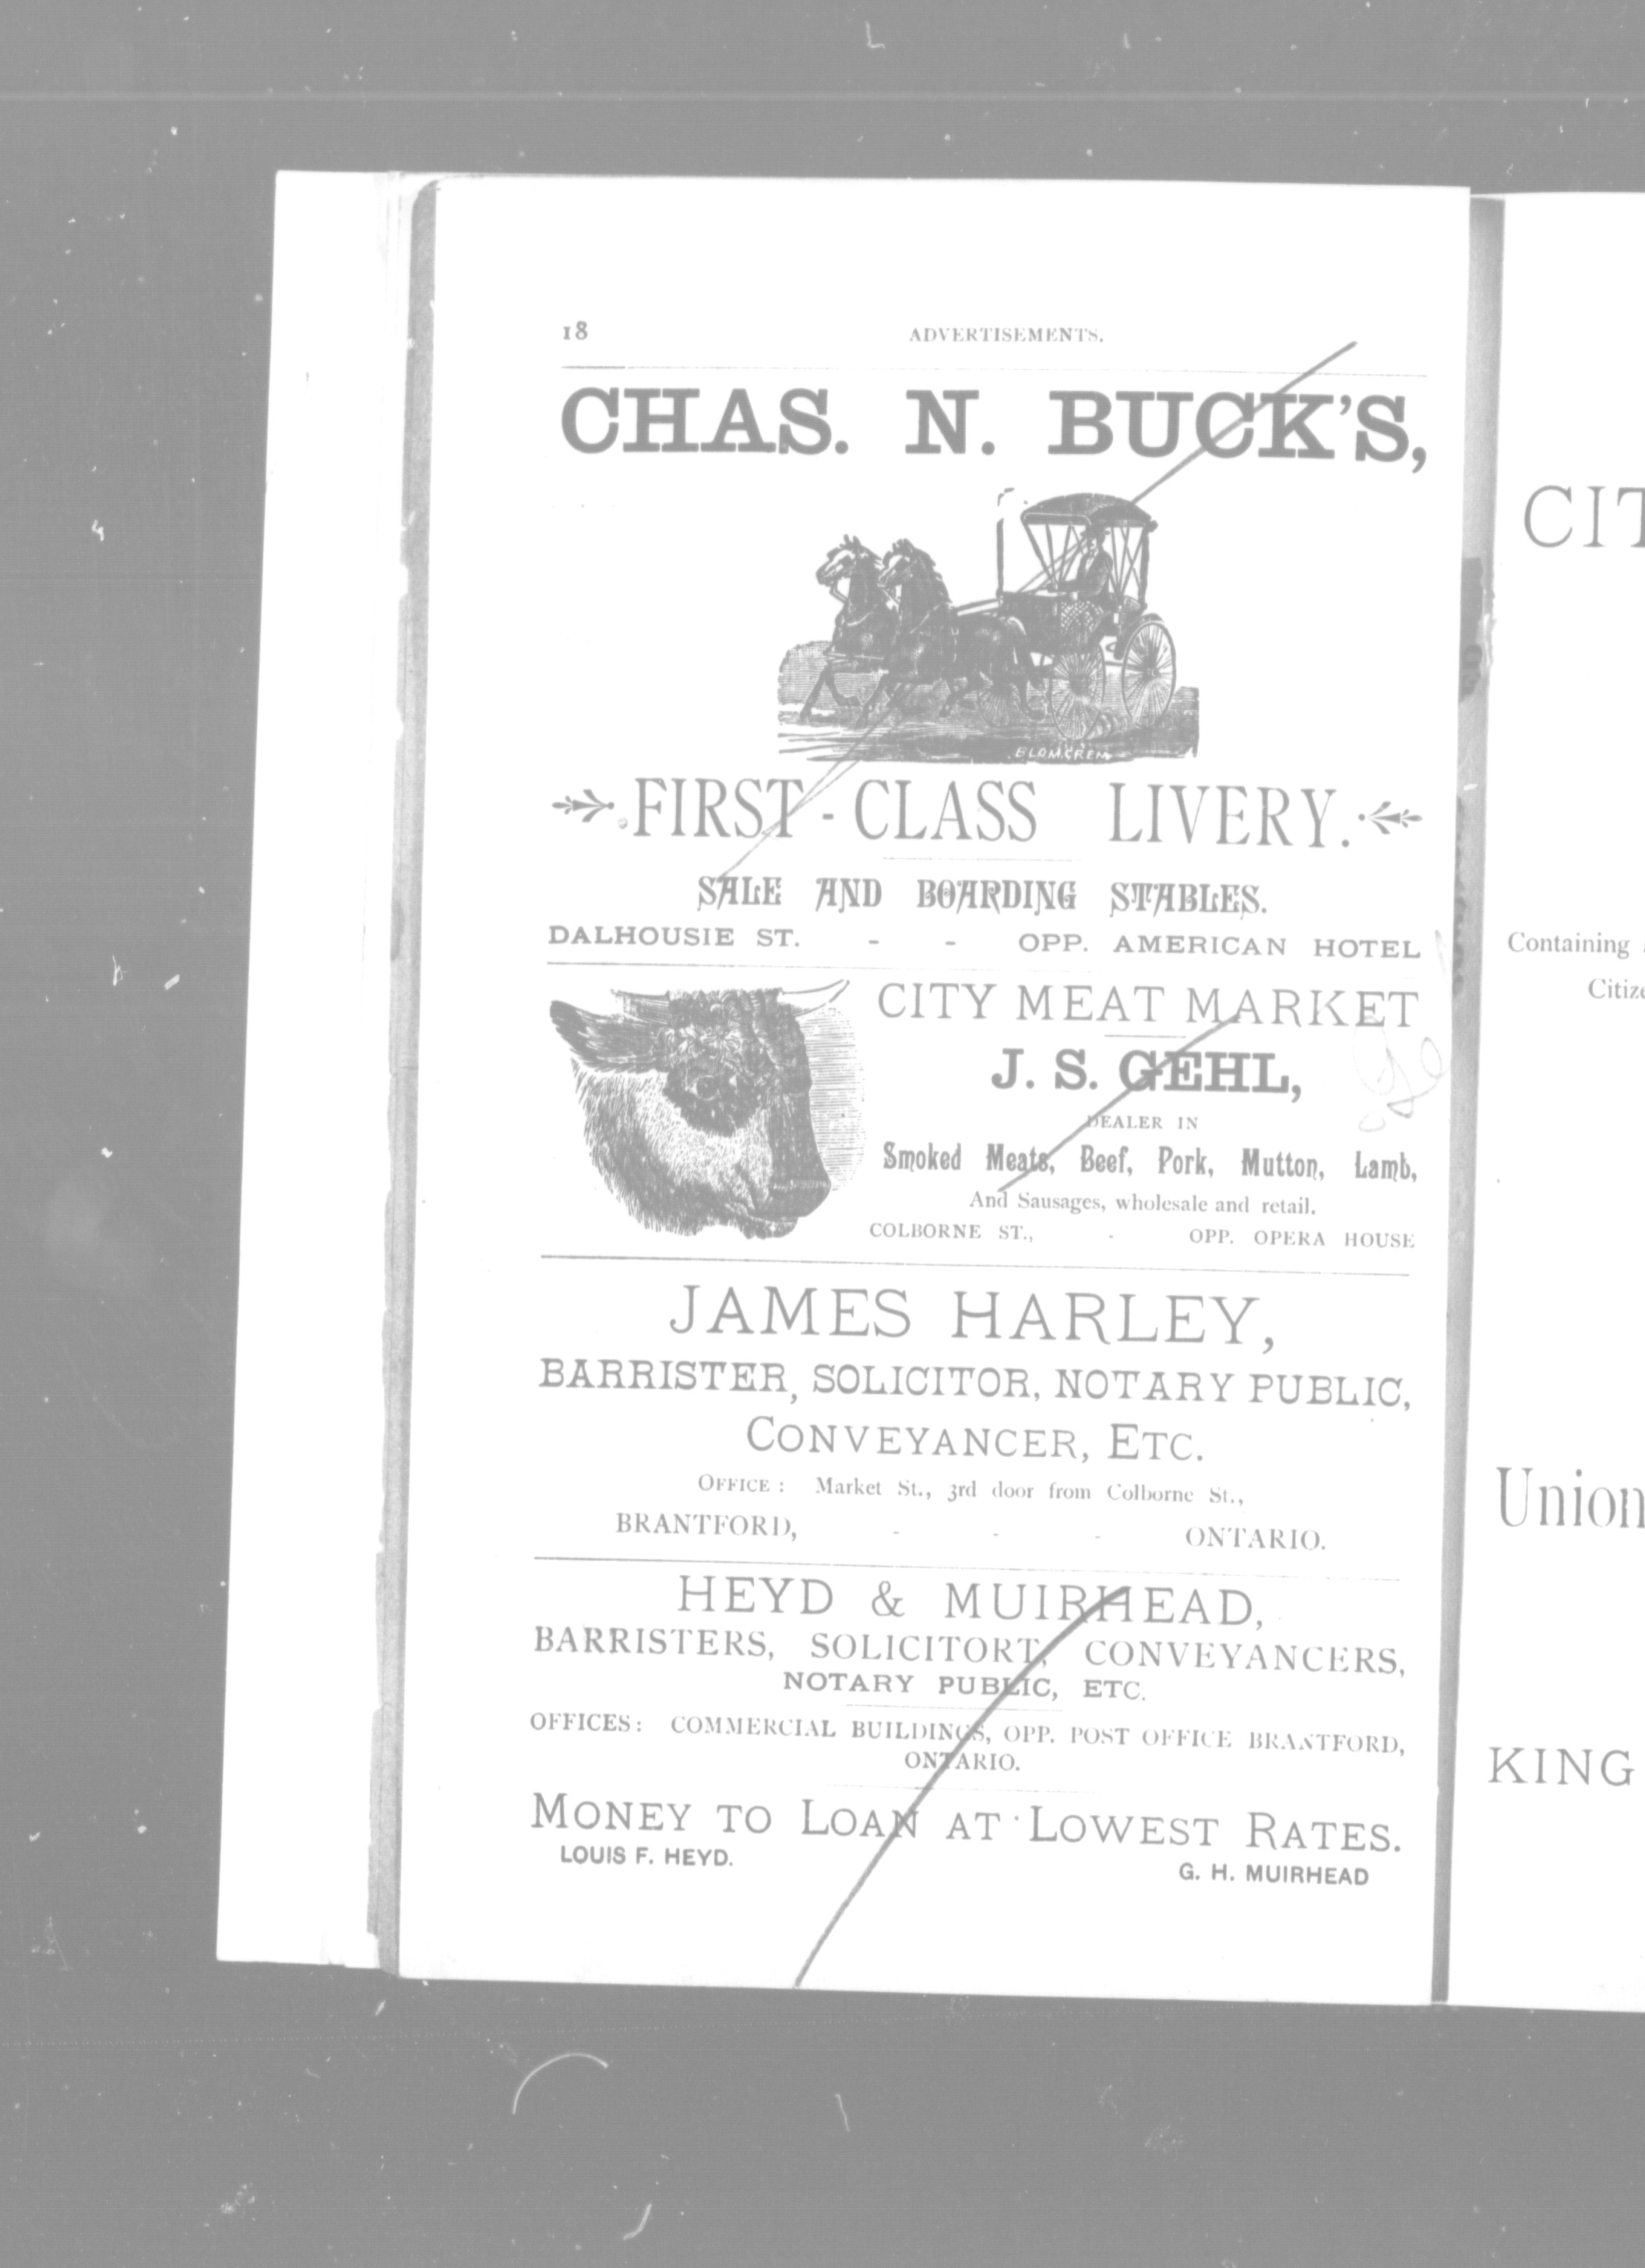 18 ADVERTISEMENTS.
CHAS. N. BUCK'S,
BLOMGREN
FIRST-CLASS LIVERY.
SALE AND BOARDING STABLES.
DALHOUSIE ST. - - OPP. AMERICAN HOTEL
CITY MEAT MARKET
J. S. GEHL,
DEALER IN
Smoked Meats, Beef, Pork, Mutton, Lamb,
And Sausages, wholesale and retail.
COLBORNE ST., - OPP. OPERA HOUSE
JAMES HARLEY,
BARRISTER, SOLICITOR, NOTARY PUBLIC,
CONVEYANCER, ETC.
OFFICE: Market St., 3rd door from Colborne St.,
BRANTFORD, - - - ONTARIO.
HEYD & MUIRHEAD,
BARRISTERS, SOLICITORT, CONVEYANCERS,
NOTARY PUBLIC, ETC.
OFFICES: COMMERCIAL BUILDINGS, OPP. POST OFFICE BRANTFORD,
ONTARIO.
MONEY TO LOAN AT LOWEST RATES.
LOUIS F. HEYD. G. H. MUIRHEAD
CIT
Containing
Citize
Union
KING